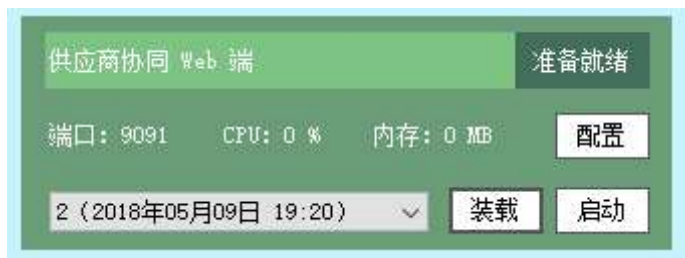 供应商协同 Web 端 准备就绪
端口: 9091 CPU: 0 % 内存: 0 MB 配置
2（2018年05月09日 19:20） 装载 启动